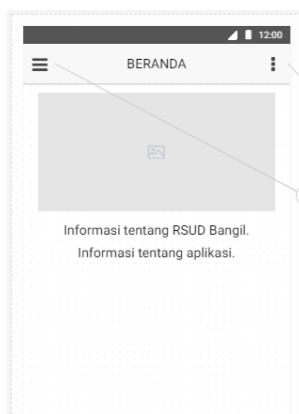 12:00
BERANDA
Informasi tentang RSUD Bangil.
Informasi tentang aplikasi.